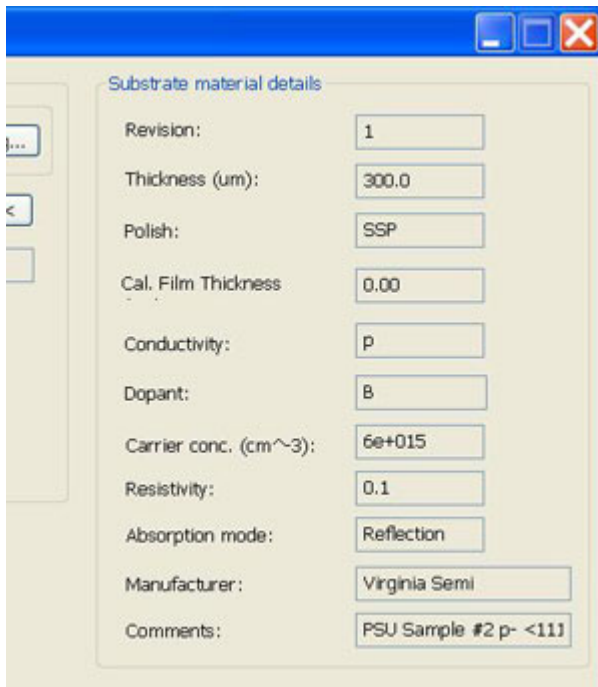 Substrate material details
Revision: 1
Thickness (um): 300.0
Polish: SSP
Cal. Film Thickness 0.00
Conductivity: p
Dopant: B
Carrier conc. (cm^-3): 6e+015
Resistivity: 0.1
Absorption mode: Reflection
Manufacturer: Virginia Semi
Comments: PSU Sample #2 p- <111
<